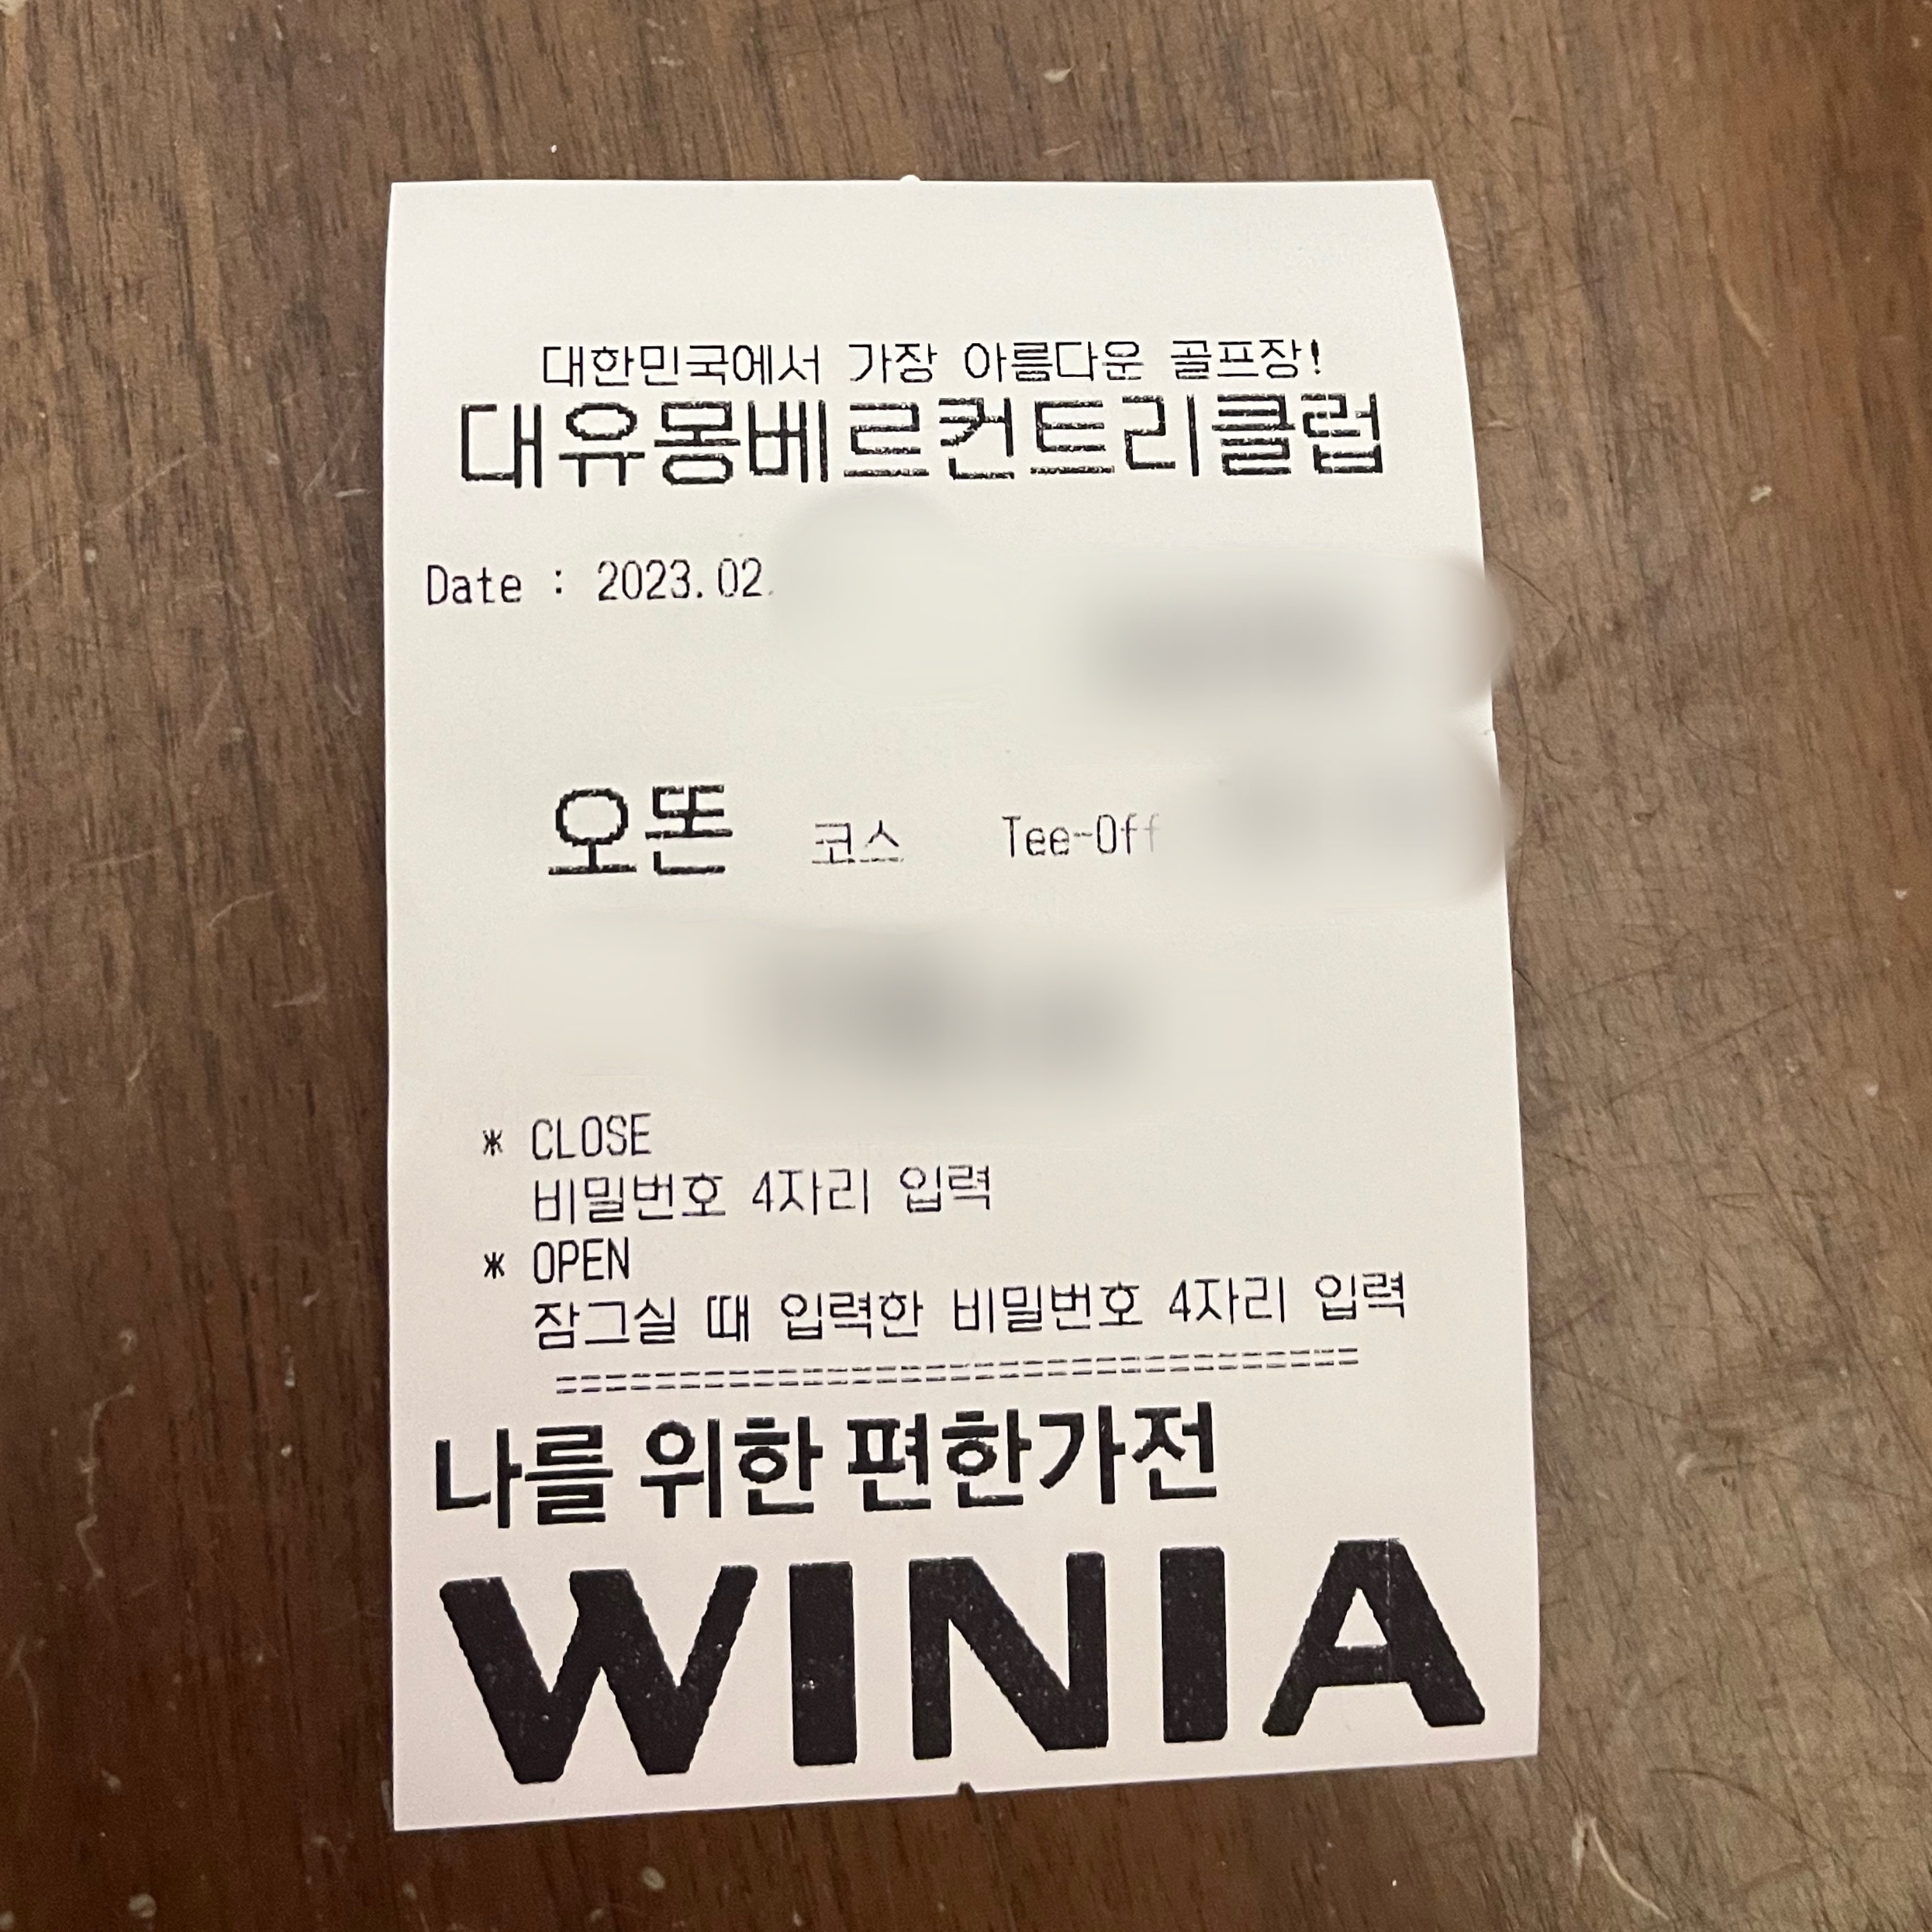 대한민국에서 가장 아름다운 골프장!
대유몽베르컨트리클럽
Date : 2023.02.
오똔 코스 Tee-Off
* CLOSE
비밀번호 4자리 입력
* OPEN
잠그실 때 입력한 비밀번호 4자리 입력
================================
나를 위한 편한가전
WINIA